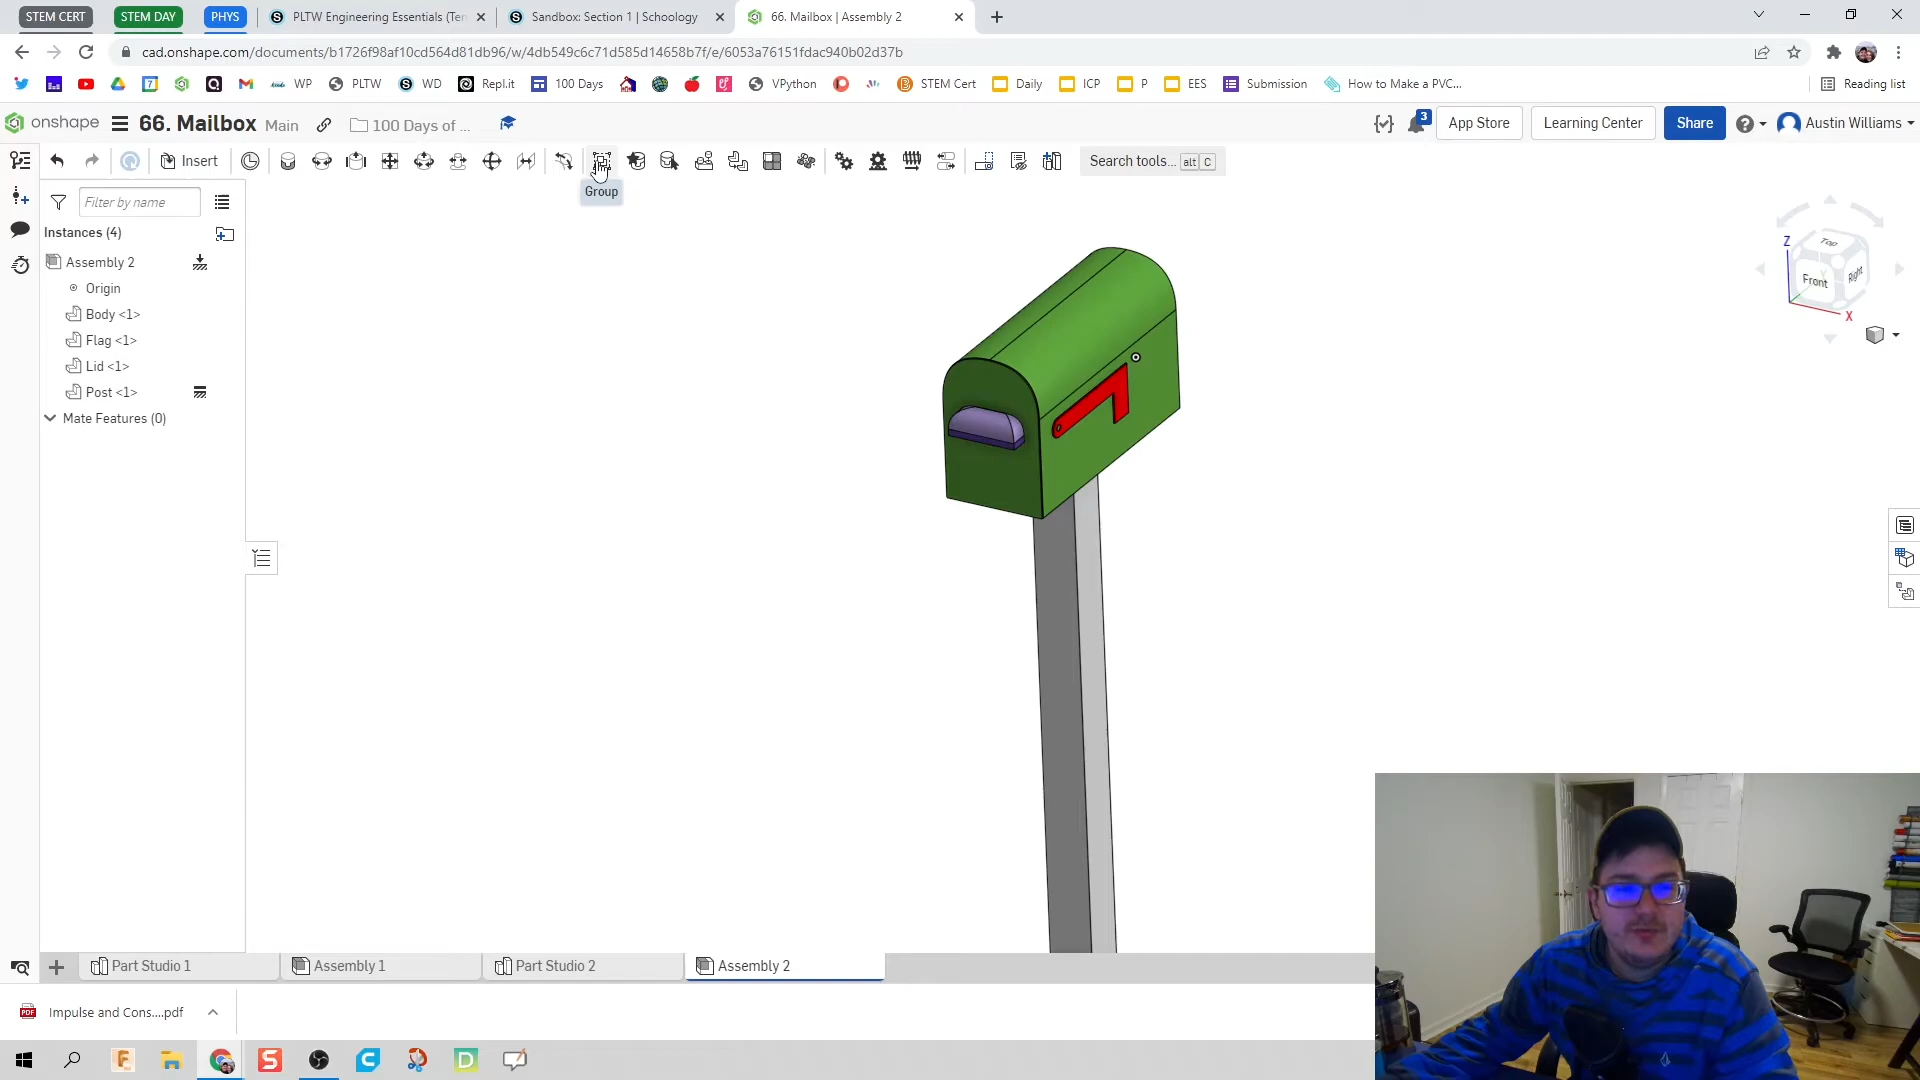 STEM CERT STEM DAY PHYS PLTW Engineering Essentials (Ter Sandbox: Section 1 | Schoology 66. Mailbox | Assembly 2
cad.onshape.com/documents/b1726f98af10cd564d81db96/w/4db549c6c71d585d14658b7f/e/6053a76151fdac940b02d37b
WP PLTW WD Repl.it 100 Days VPython STEM Cert Daily ICP P EES Submission How to Make a PVC... Reading list
onshape 66. Mailbox Main 100 Days of ... 3 App Store Learning Center Share Austin Williams
Insert Search tools... alt C
Group
Filter by name
Instances (4)
Assembly 2
Origin
Body <1>
Flag <1>
Lid <1>
Post <1>
Mate Features (0)
Top
Z
Front Right
X
Part Studio 1 Assembly 1 Part Studio 2 Assembly 2
PDF Impulse and Cons....pdf